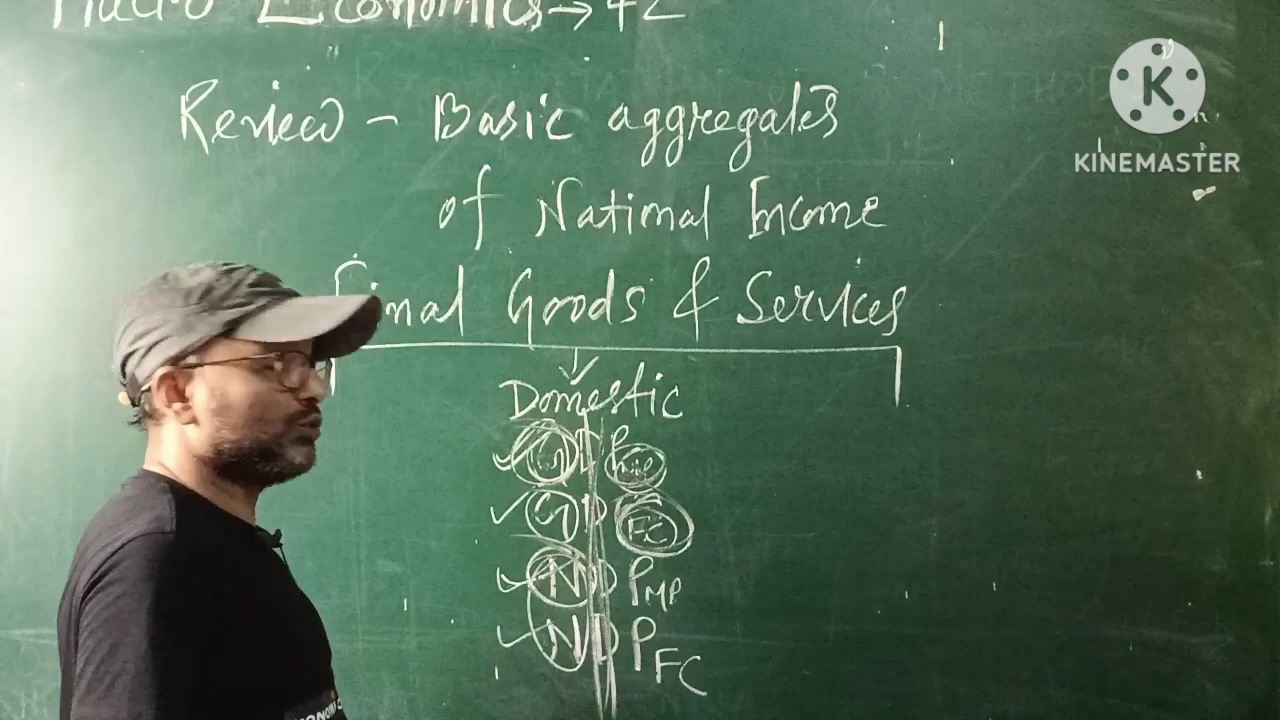 Macro Economics → 42
Review - Basic aggregates
of National Income
Final Goods & Services
Domestic
✓ GDP MP
✓ GDP FC
✓ NDP MP
✓ NDP FC
KINEMASTER
K